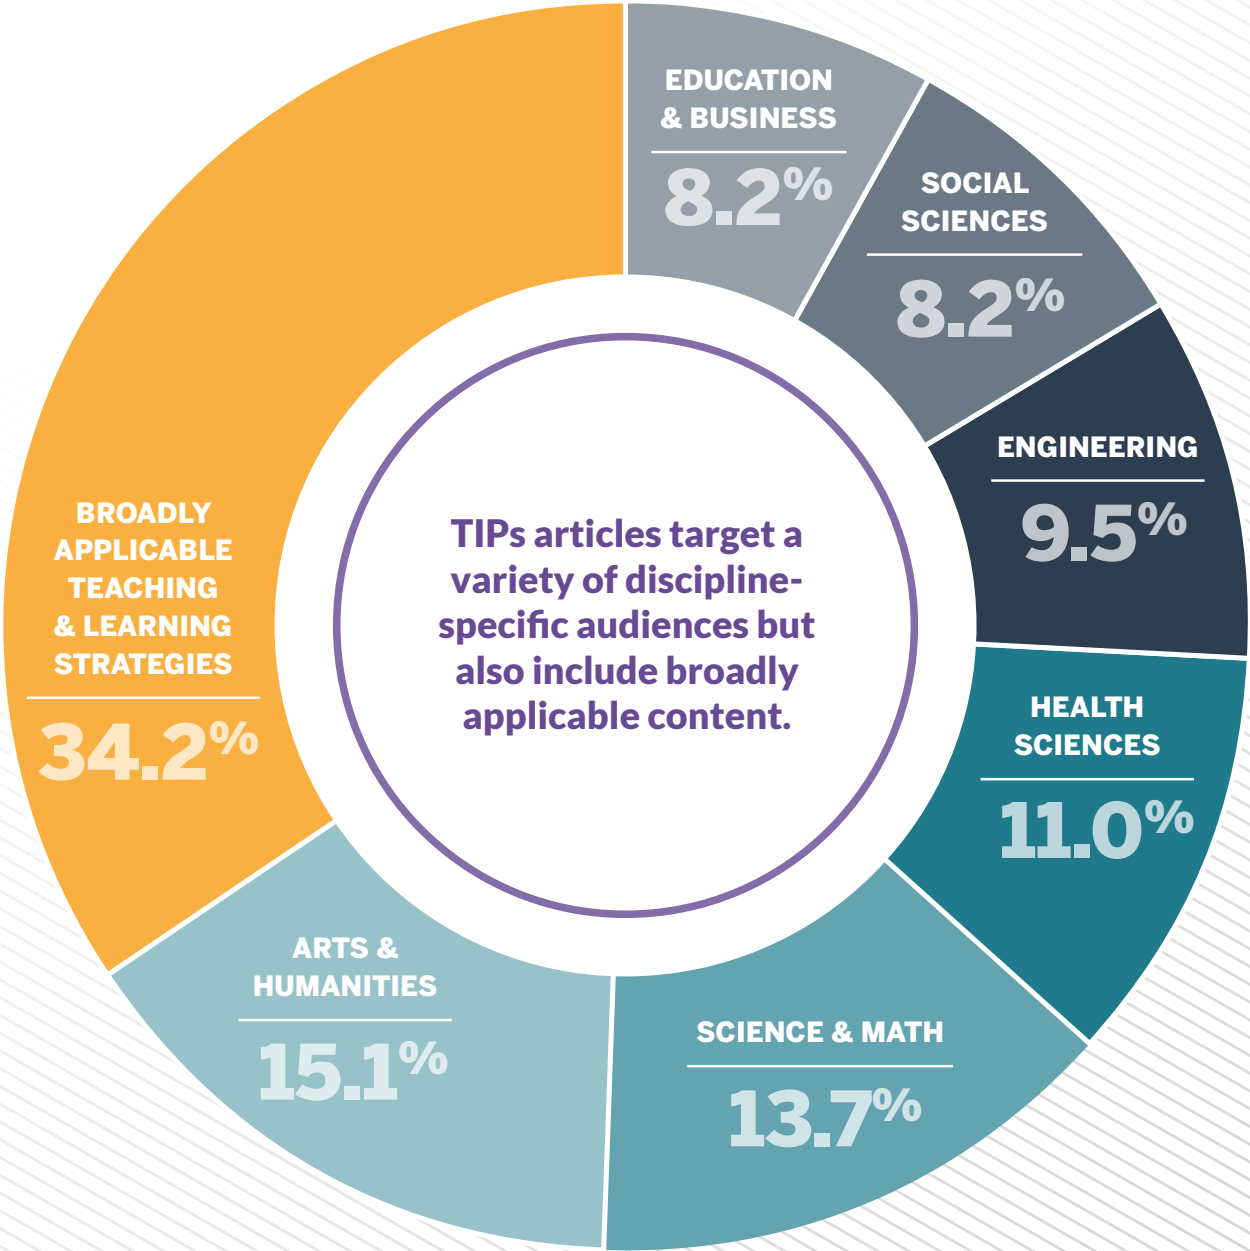 EDUCATION
& BUSINESS
8.2%
SOCIAL
SCIENCES
8.2%
ENGINEERING
9.5%
HEALTH
SCIENCES
11.0%
SCIENCE & MATH
13.7%
ARTS &
HUMANITIES
15.1%
BROADLY
APPLICABLE
TEACHING
& LEARNING
STRATEGIES
34.2%
TIPs articles target a
variety of discipline-
specific audiences but
also include broadly
applicable content.